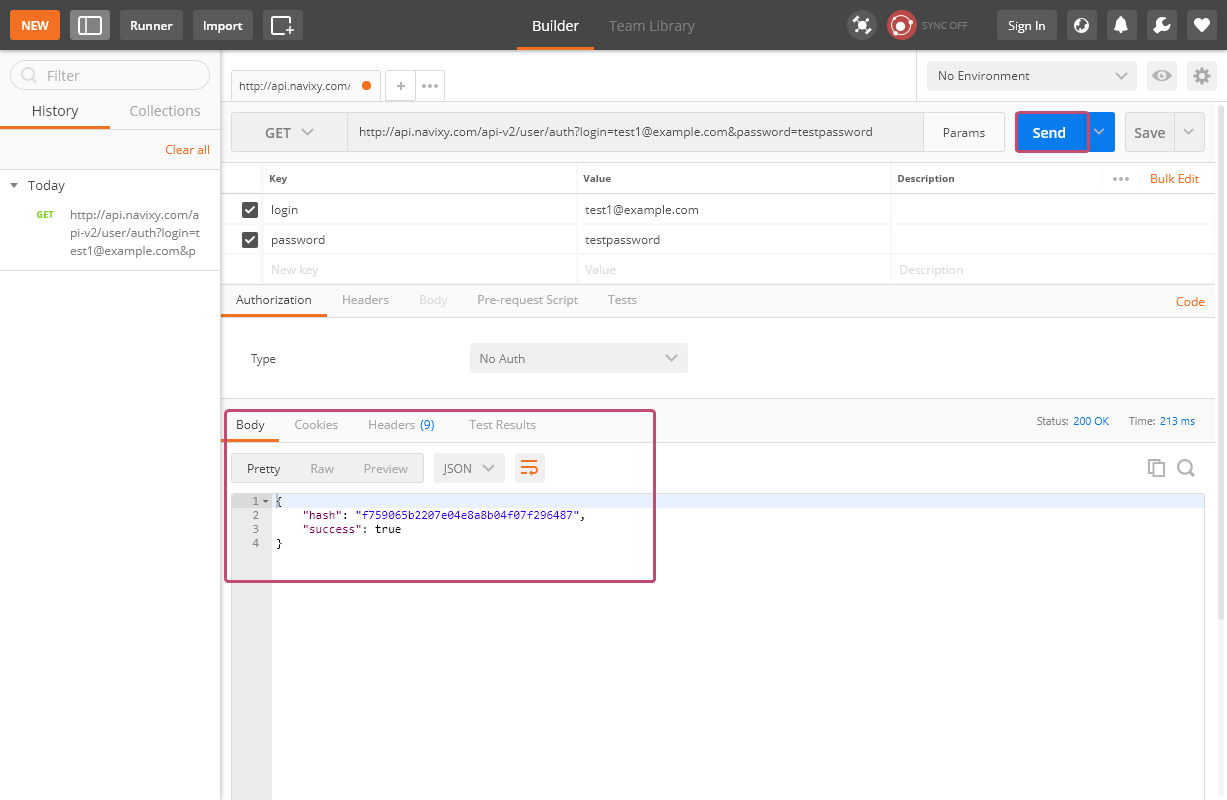 NEW Runner Import Builder Team Library SYNC OFF Sign In
Filter
History Collections
Clear all
Today
GET http://api.navixy.com/a
pi-v2/user/auth?login=t
est1@example.com&p
http://api.navixy.com/ + ••• No Environment
GET http://api.navixy.com/api-v2/user/auth?login=test1@example.com&password=testpassword Params Send Save
Key Value Description ••• Bulk Edit
login test1@example.com
password testpassword
New key Value Description
Authorization Headers Body Pre-request Script Tests Code
Type No Auth
Body Cookies Headers (9) Test Results Status: 200 OK Time: 213 ms
Pretty Raw Preview JSON
1 {
2 "hash": "f759065b2207e04e8a8b04f07f296487",
3 "success": true
4 }